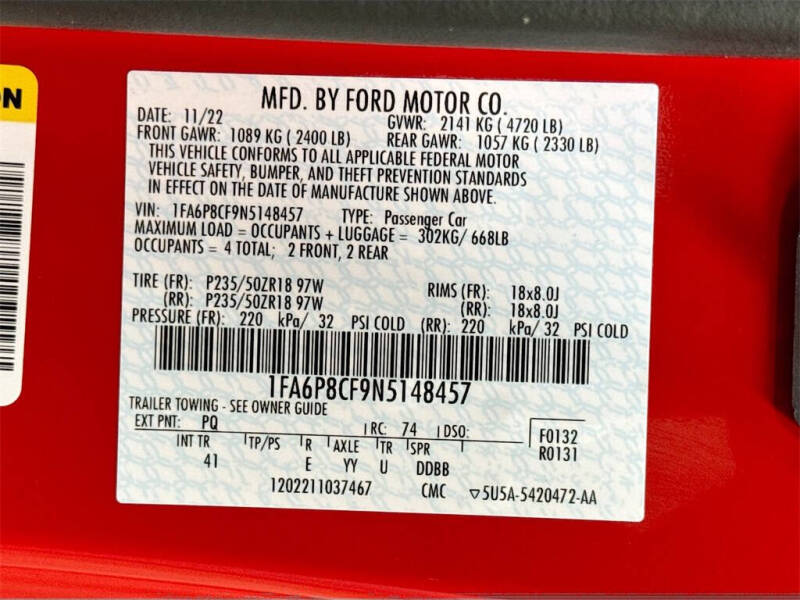 ON
MFD. BY FORD MOTOR CO.
DATE: 11/22 GVWR: 2141 KG ( 4720 LB)
FRONT GAWR: 1089 KG ( 2400 LB) REAR GAWR: 1057 KG ( 2330 LB)
THIS VEHICLE CONFORMS TO ALL APPLICABLE FEDERAL MOTOR
VEHICLE SAFETY, BUMPER, AND THEFT PREVENTION STANDARDS
IN EFFECT ON THE DATE OF MANUFACTURE SHOWN ABOVE.
VIN: 1FA6P8CF9N5148457 TYPE: Passenger Car
MAXIMUM LOAD = OCCUPANTS + LUGGAGE = 302KG/ 668LB
OCCUPANTS = 4 TOTAL; 2 FRONT, 2 REAR
TIRE (FR): P235/50ZR18 97W RIMS (FR): 18x8.0J
(RR): P235/50ZR18 97W (RR): 18x8.0J
PRESSURE (FR): 220 kPa/ 32 PSI COLD (RR): 220 kPa/ 32 PSI COLD
1FA6P8CF9N5148457
TRAILER TOWING - SEE OWNER GUIDE
EXT PNT: PQ RC: 74 DSO: F0132
INT TR TP/PS R AXLE TR SPR R0131
41 E YY U DDBB
1202211037467 CMC ▽5U5A-5420472-AA